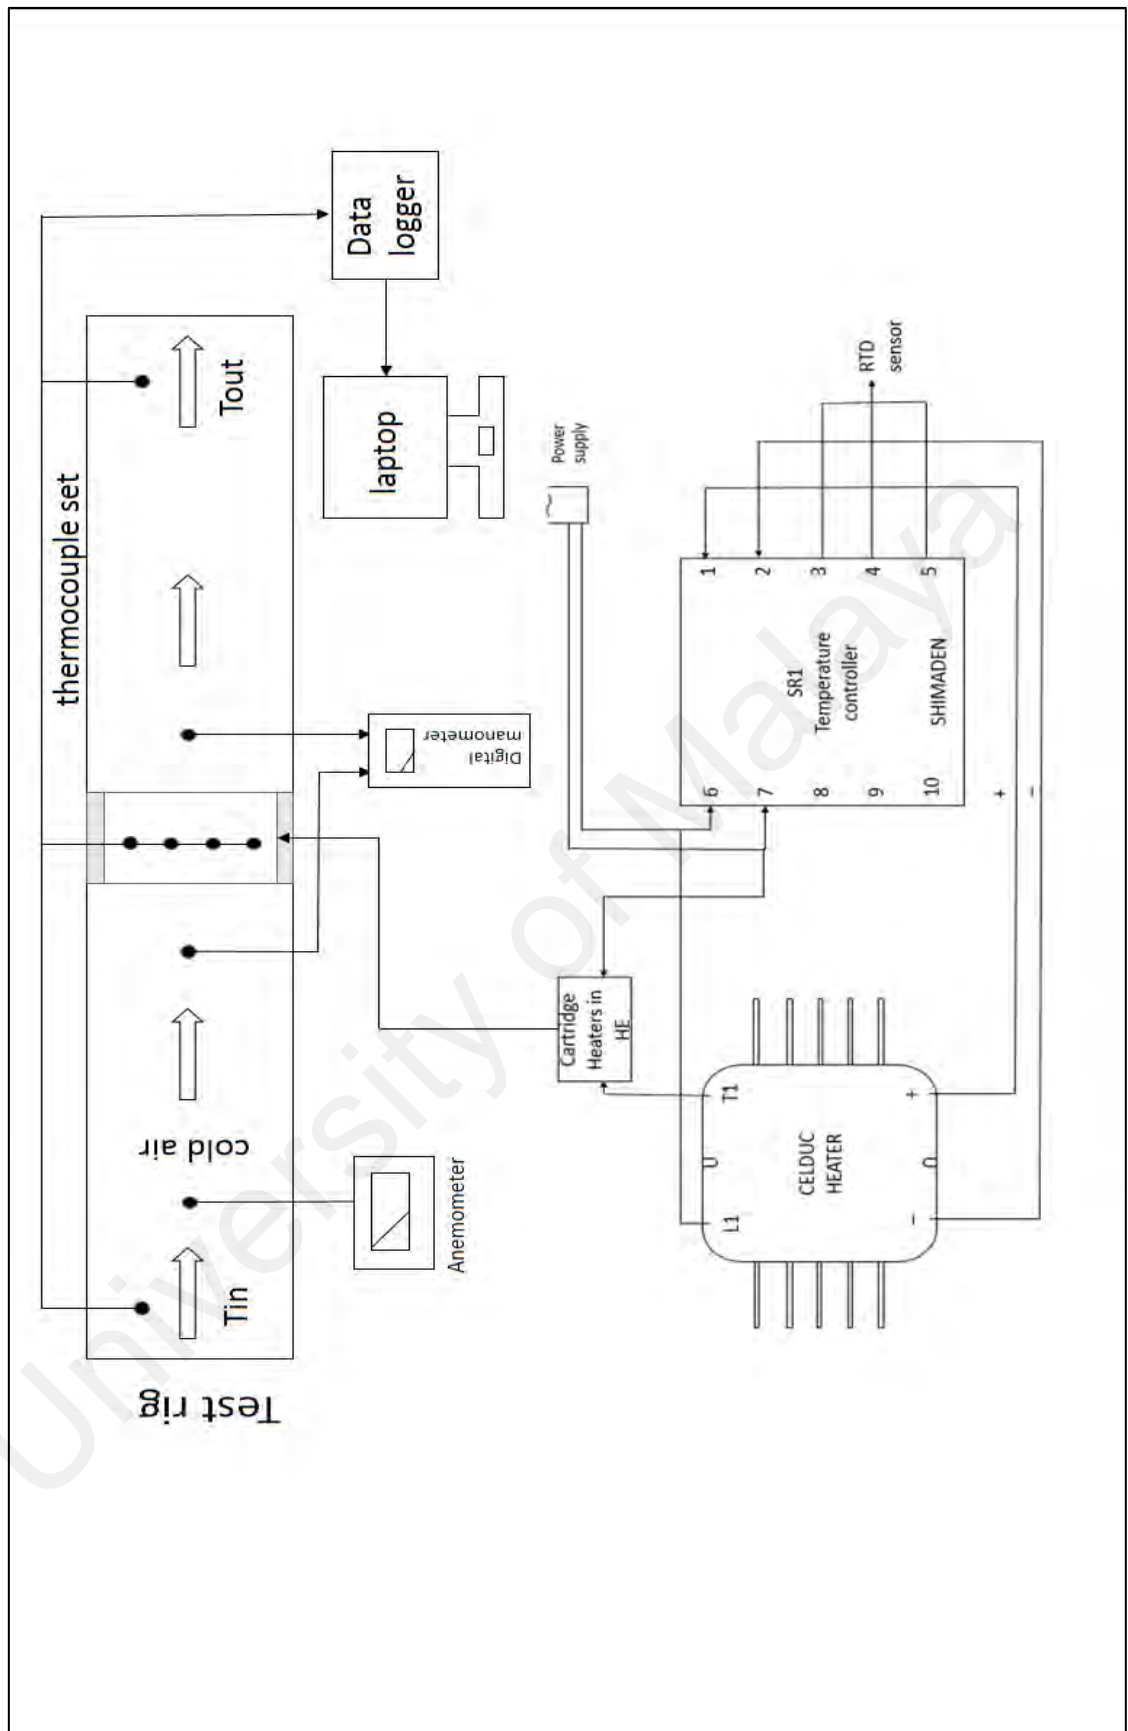 Test rig
Tin
cold air
Tout
thermocouple set
Anemometer
Digital
manometer
Data
logger
laptop
Power
supply
Cartridge
Heaters in
HE
L1
T1
CELDUC
HEATER
−
+
6
7
8
9
10
SR1
Temperature
controller
SHIMADEN
1
2
3
4
5
RTD
sensor
+
−
University of Malaya